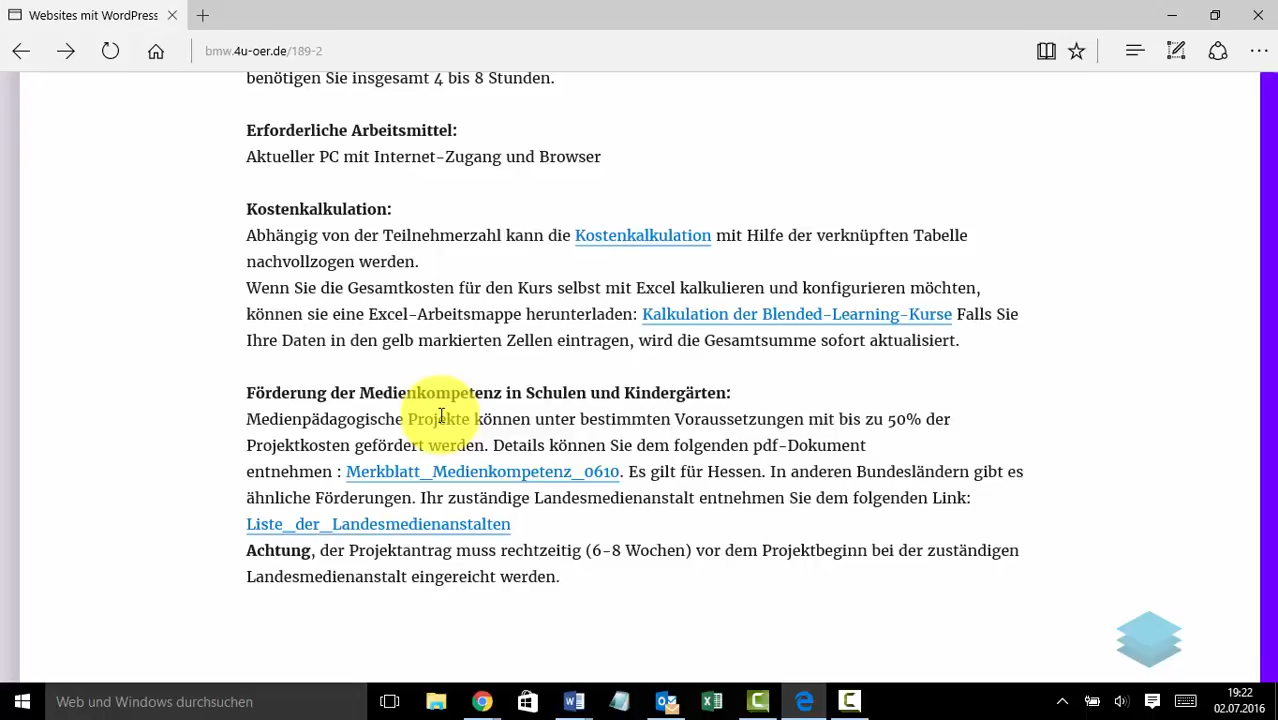 Websites mit WordPress
bmw.4u-oer.de/189-2
benötigen Sie insgesamt 4 bis 8 Stunden.
Erforderliche Arbeitsmittel:
Aktueller PC mit Internet-Zugang und Browser
Kostenkalkulation:
Abhängig von der Teilnehmerzahl kann die Kostenkalkulation mit Hilfe der verknüpften Tabelle
nachvollzogen werden.
Wenn Sie die Gesamtkosten für den Kurs selbst mit Excel kalkulieren und konfigurieren möchten,
können sie eine Excel-Arbeitsmappe herunterladen: Kalkulation der Blended-Learning-Kurse Falls Sie
Ihre Daten in den gelb markierten Zellen eintragen, wird die Gesamtsumme sofort aktualisiert.
Förderung der Medienkompetenz in Schulen und Kindergärten:
Medienpädagogische Projekte können unter bestimmten Voraussetzungen mit bis zu 50% der
Projektkosten gefördert werden. Details können Sie dem folgenden pdf-Dokument
entnehmen : Merkblatt_Medienkompetenz_0610. Es gilt für Hessen. In anderen Bundesländern gibt es
ähnliche Förderungen. Ihr zuständige Landesmedienanstalt entnehmen Sie dem folgenden Link:
Liste_der_Landesmedienanstalten
Achtung, der Projektantrag muss rechtzeitig (6-8 Wochen) vor dem Projektbeginn bei der zuständigen
Landesmedienanstalt eingereicht werden.
Web und Windows durchsuchen
19:22
02.07.2016